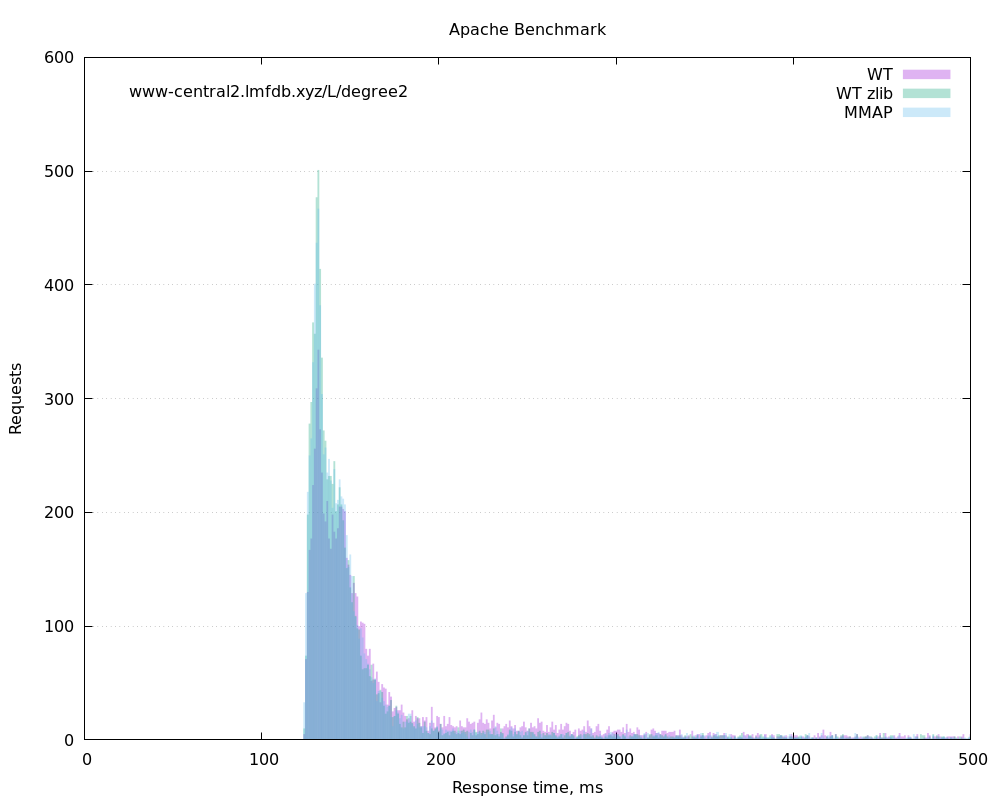 Apache Benchmark
600
500
400
300
200
100
0
Requests
www-central2.lmfdb.xyz/L/degree2
WT
WT zlib
MMAP
0 100 200 300 400 500
Response time, ms